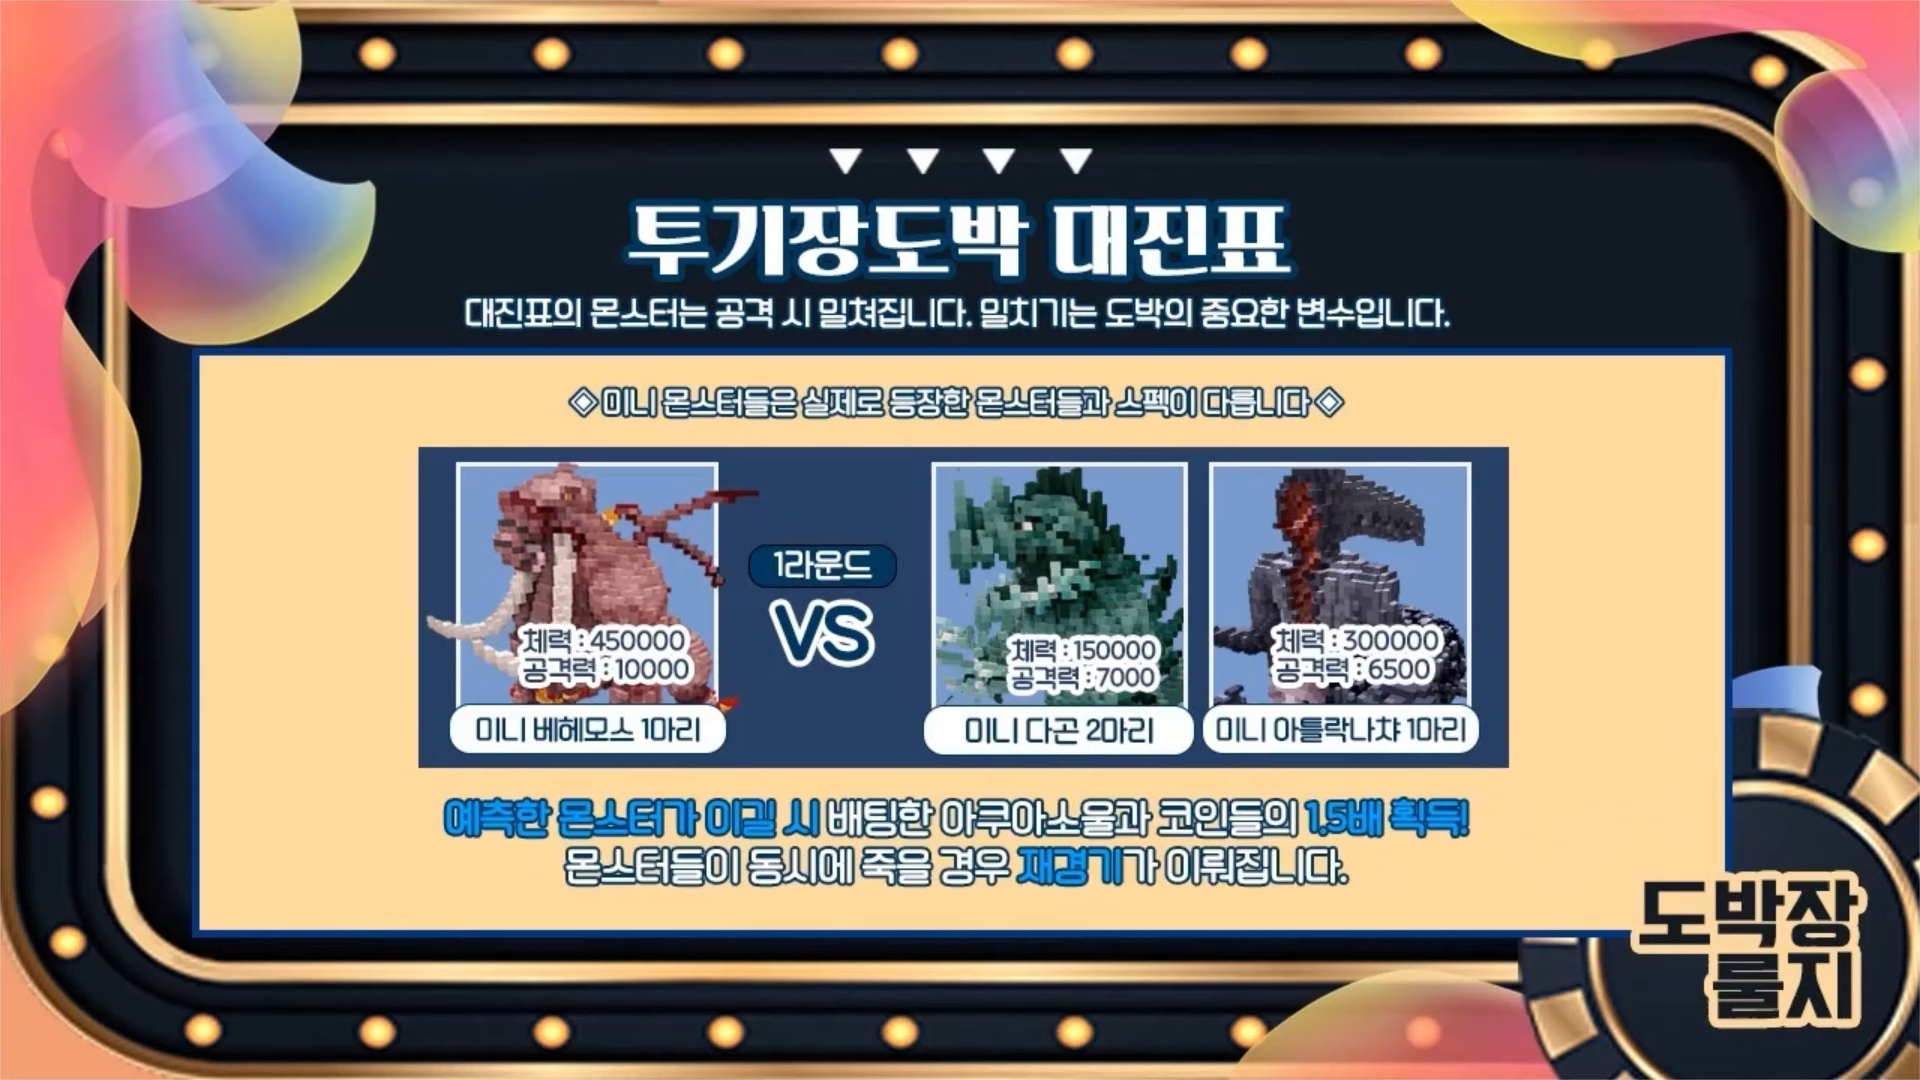 투기장도박 대진표
대진표의 몬스터는 공격 시 밀쳐집니다. 밀치기는 도박의 중요한 변수입니다.
◈ 미니 몬스터들은 실제로 등장한 몬스터들과 스펙이 다릅니다 ◈
체력 : 450000
공격력 : 10000
미니 베헤모스 1마리
1라운드
VS
체력 : 150000
공격력 : 7000
미니 다곤 2마리
체력 : 300000
공격력 : 6500
미니 아틀락나챠 1마리
예측한 몬스터가 이길 시 배팅한 아쿠아소울과 코인들의 1.5배 획득!
몬스터들이 동시에 죽을 경우 재경기가 이뤄집니다.
도박장
룰지